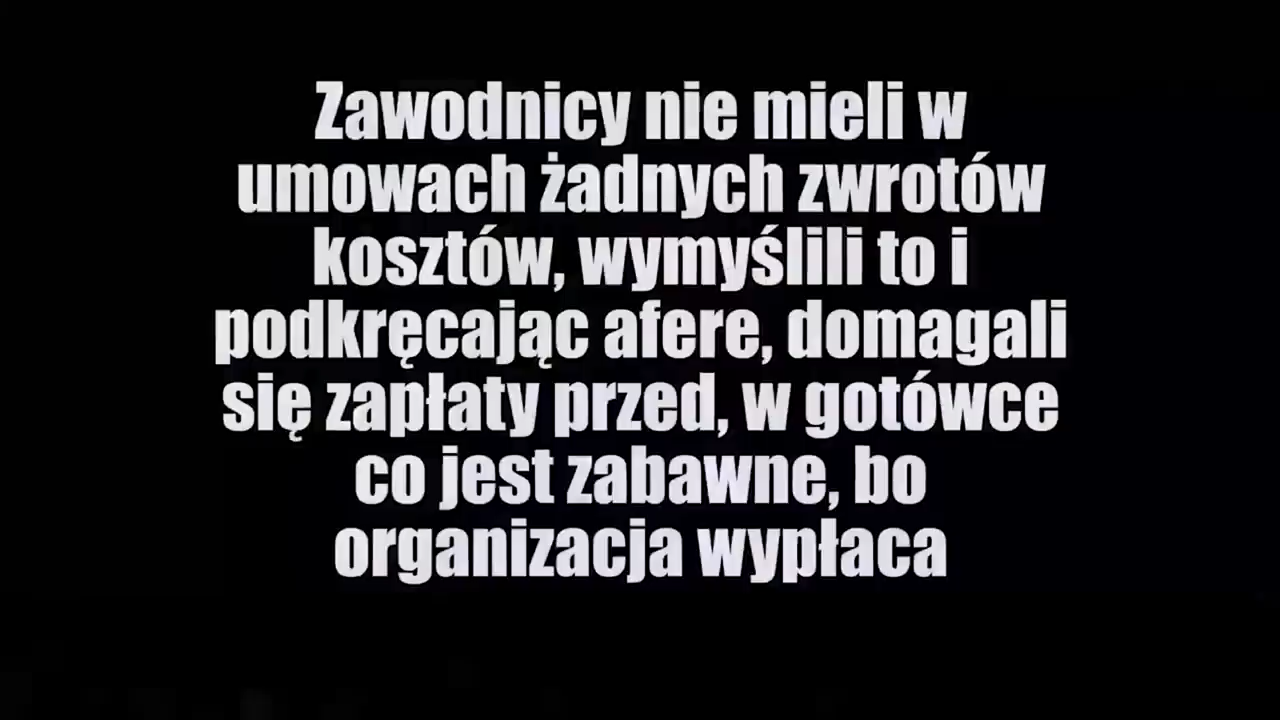 Zawodnicy nie mieli w
umowach żadnych zwrotów
kosztów, wymyślili to i
podkręcając afere, domagali
się zapłaty przed, w gotówce
co jest zabawne, bo
organizacja wypłaca